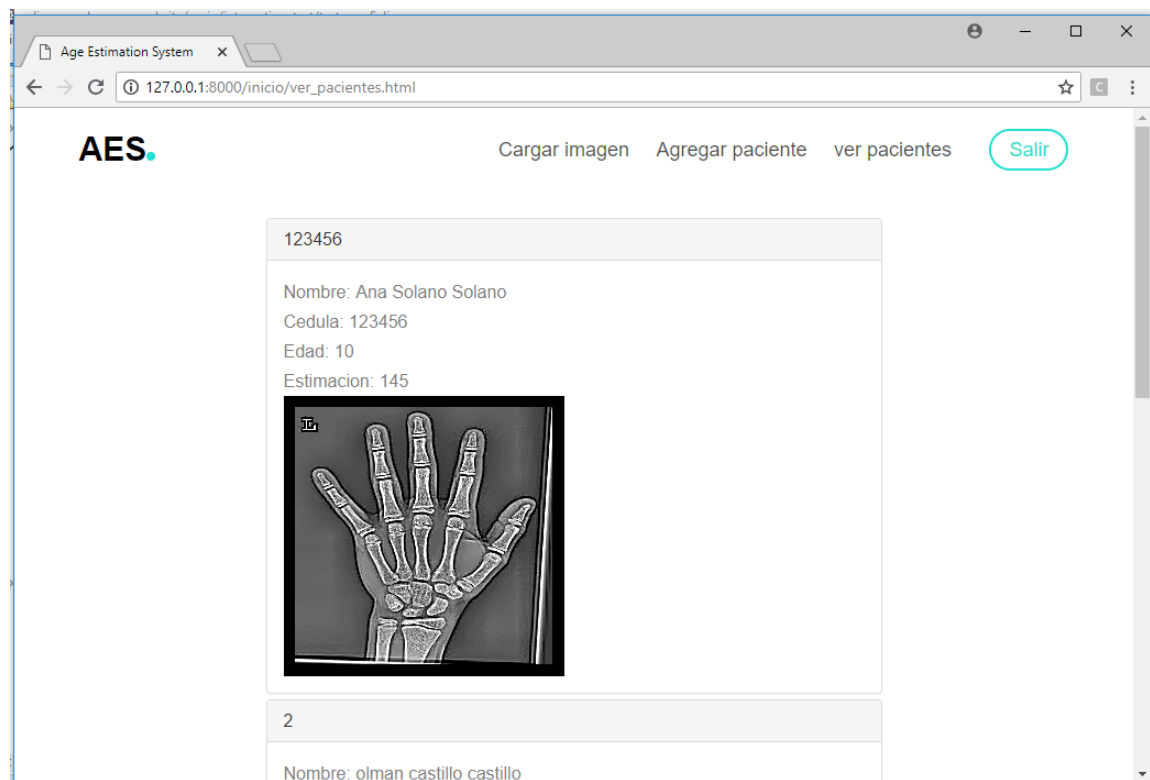 Age Estimation System
127.0.0.1:8000/inicio/ver_pacientes.html
C
AES.
Cargar imagen Agregar paciente ver pacientes Salir
123456
Nombre: Ana Solano Solano
Cedula: 123456
Edad: 10
Estimacion: 145
L
2
Nombre: olman castillo castillo